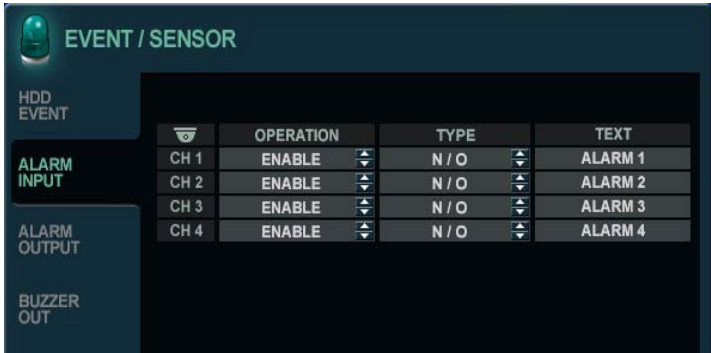 EVENT / SENSOR
HDD
EVENT
ALARM
INPUT
ALARM
OUTPUT
BUZZER
OUT
OPERATION TYPE TEXT
CH 1 ENABLE N / O ALARM 1
CH 2 ENABLE N / O ALARM 2
CH 3 ENABLE N / O ALARM 3
CH 4 ENABLE N / O ALARM 4